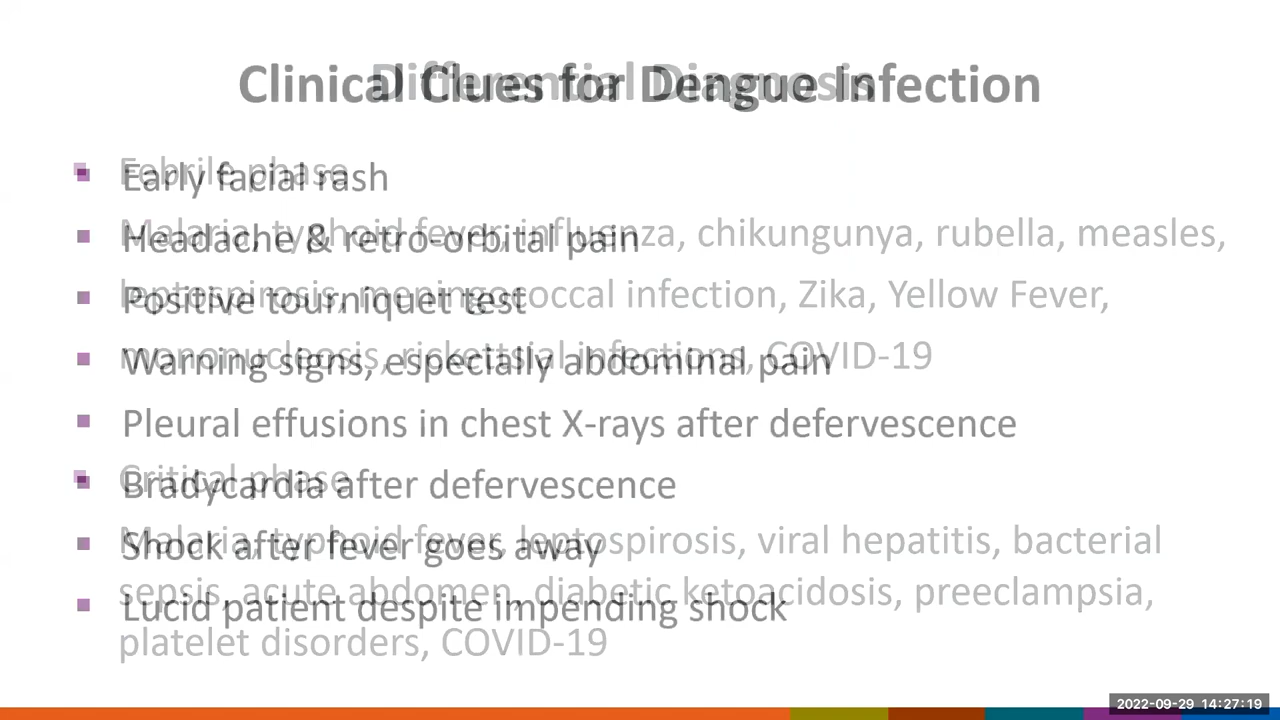 Clinical Clues for Dengue Infection
Early facial rash
Headache & retro-orbital pain
Positive tourniquet test
Warning signs, especially abdominal pain
Pleural effusions in chest X-rays after defervescence
Bradycardia after defervescence
Shock after fever goes away
Lucid patient despite impending shock
Differential Diagnosis
Febrile phase
Malaria, typhoid fever, influenza, chikungunya, rubella, measles,
leptospirosis, meningococcal infection, Zika, Yellow Fever,
mononucleosis, rickettsial infections, COVID-19
Critical phase
Malaria, typhoid fever, leptospirosis, viral hepatitis, bacterial
sepsis, acute abdomen, diabetic ketoacidosis, preeclampsia,
platelet disorders, COVID-19
2022-09-29 14:27:19